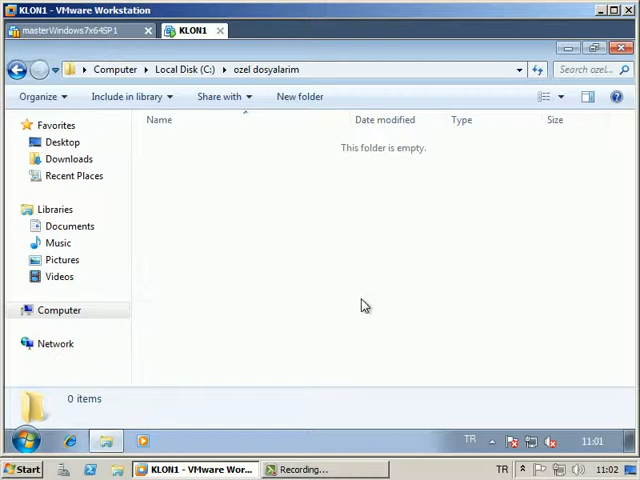 KLON1 - VMware Workstation
masterWindows7x64SP1
KLON1
Computer
Local Disk (C:)
ozel dosyalarim
Search ozel...
Organize
Include in library
Share with
New folder
Name
Date modified
Type
Size
This folder is empty.
Favorites
Desktop
Downloads
Recent Places
Libraries
Documents
Music
Pictures
Videos
Computer
Network
0 items
TR
11:01
Start
KLON1 - VMware Wor...
Recording...
TR
11:02